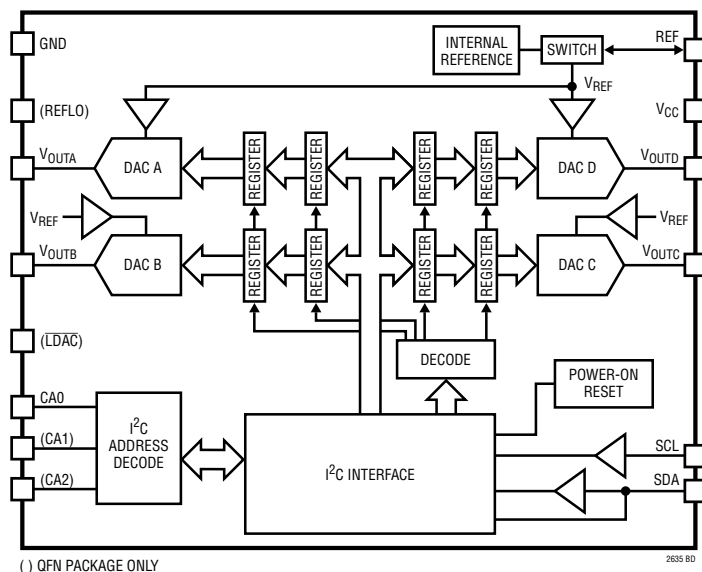 GND
INTERNAL
REFERENCE
SWITCH
REF
VREF
(REFLO)
VCC
VOUTA
DAC A
REGISTER
REGISTER
REGISTER
REGISTER
DAC D
VOUTD
VREF
VREF
VOUTB
DAC B
REGISTER
REGISTER
REGISTER
REGISTER
DAC C
VOUTC
(L̅D̅A̅C̅)
DECODE
POWER-ON
RESET
CA0
(CA1)
(CA2)
I2C
ADDRESS
DECODE
I2C INTERFACE
SCL
SDA
( ) QFN PACKAGE ONLY
2635 BD